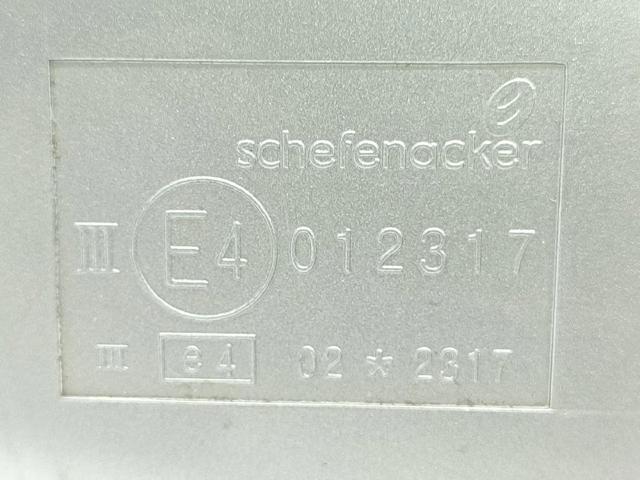 schefenacker
III E4 012317
III e4 02 * 2317